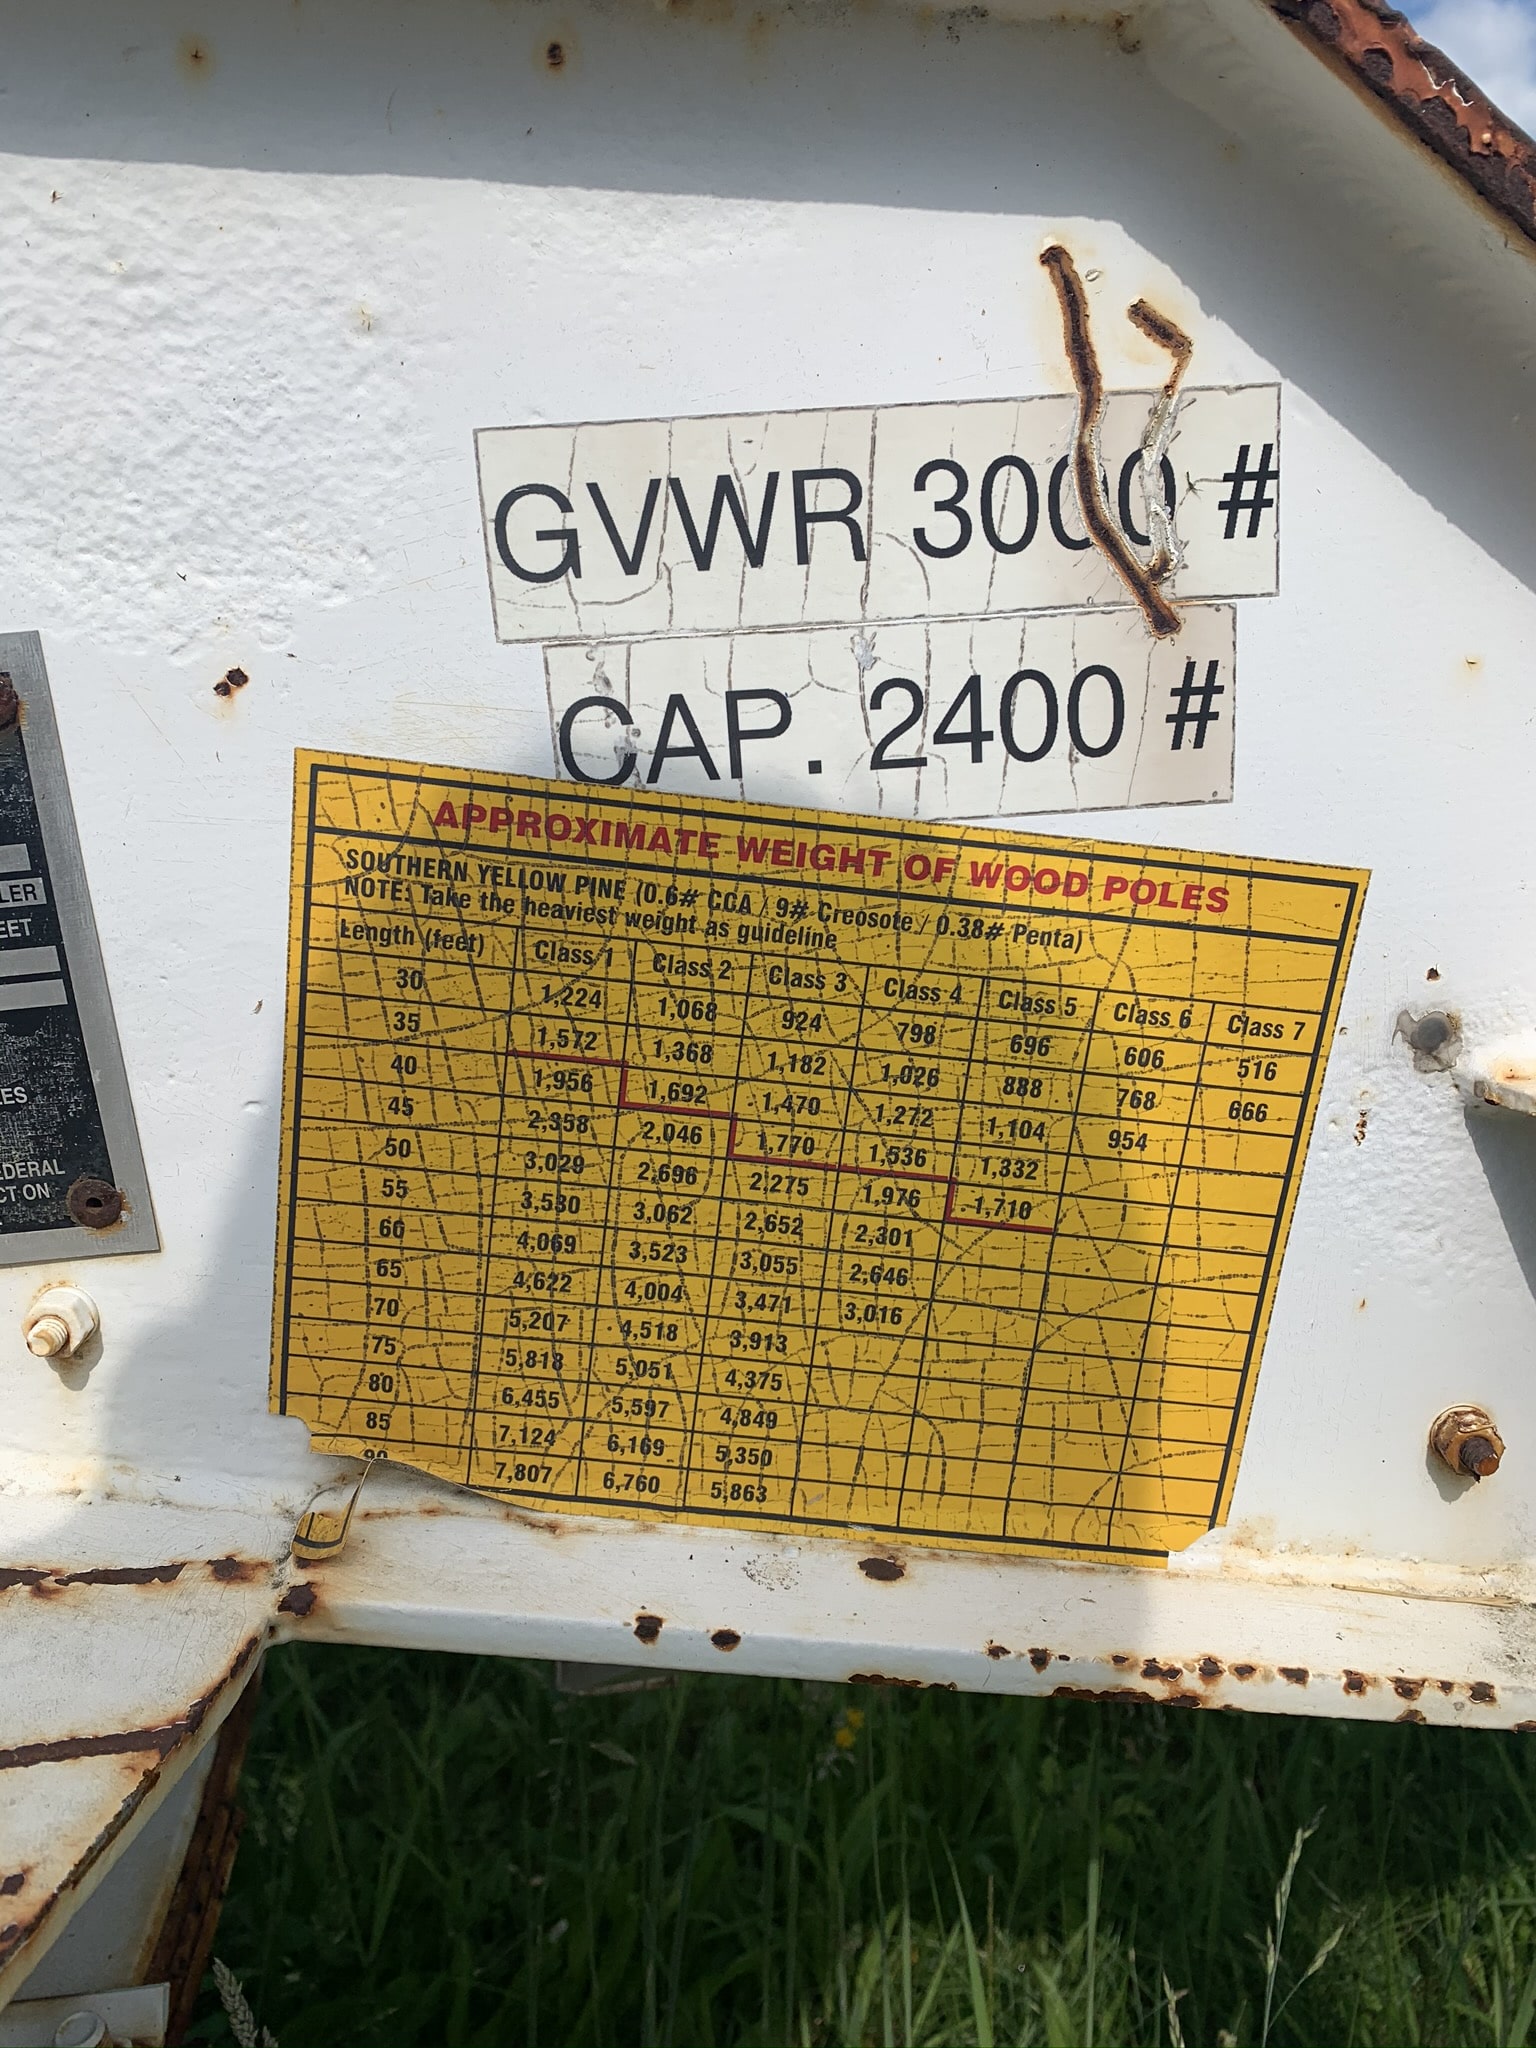 GVWR 3000 #
CAP. 2400 #
LER
EET
ES
EDERAL
CT ON
APPROXIMATE WEIGHT OF WOOD POLES
SOUTHERN YELLOW PINE (0.6# CCA / 9# Creosote / 0.38# Penta)
NOTE: Take the heaviest weight as guideline
Length (feet) Class 1 Class 2 Class 3 Class 4 Class 5 Class 6 Class 7
30 1,224 1,068 924 798 696 606 516
35 1,572 1,368 1,182 1,026 888 768 666
40 1,956 1,692 1,470 1,272 1,104 954
45 2,358 2,046 1,770 1,536 1,332
50 3,029 2,696 2,275 1,976 1,710
55 3,530 3,062 2,652 2,301
60 4,069 3,523 3,055 2,646
65 4,622 4,004 3,471 3,016
70 5,207 4,518 3,913
75 5,818 5,051 4,375
80 6,455 5,597 4,849
85 7,124 6,169 5,350
90 7,807 6,760 5,863